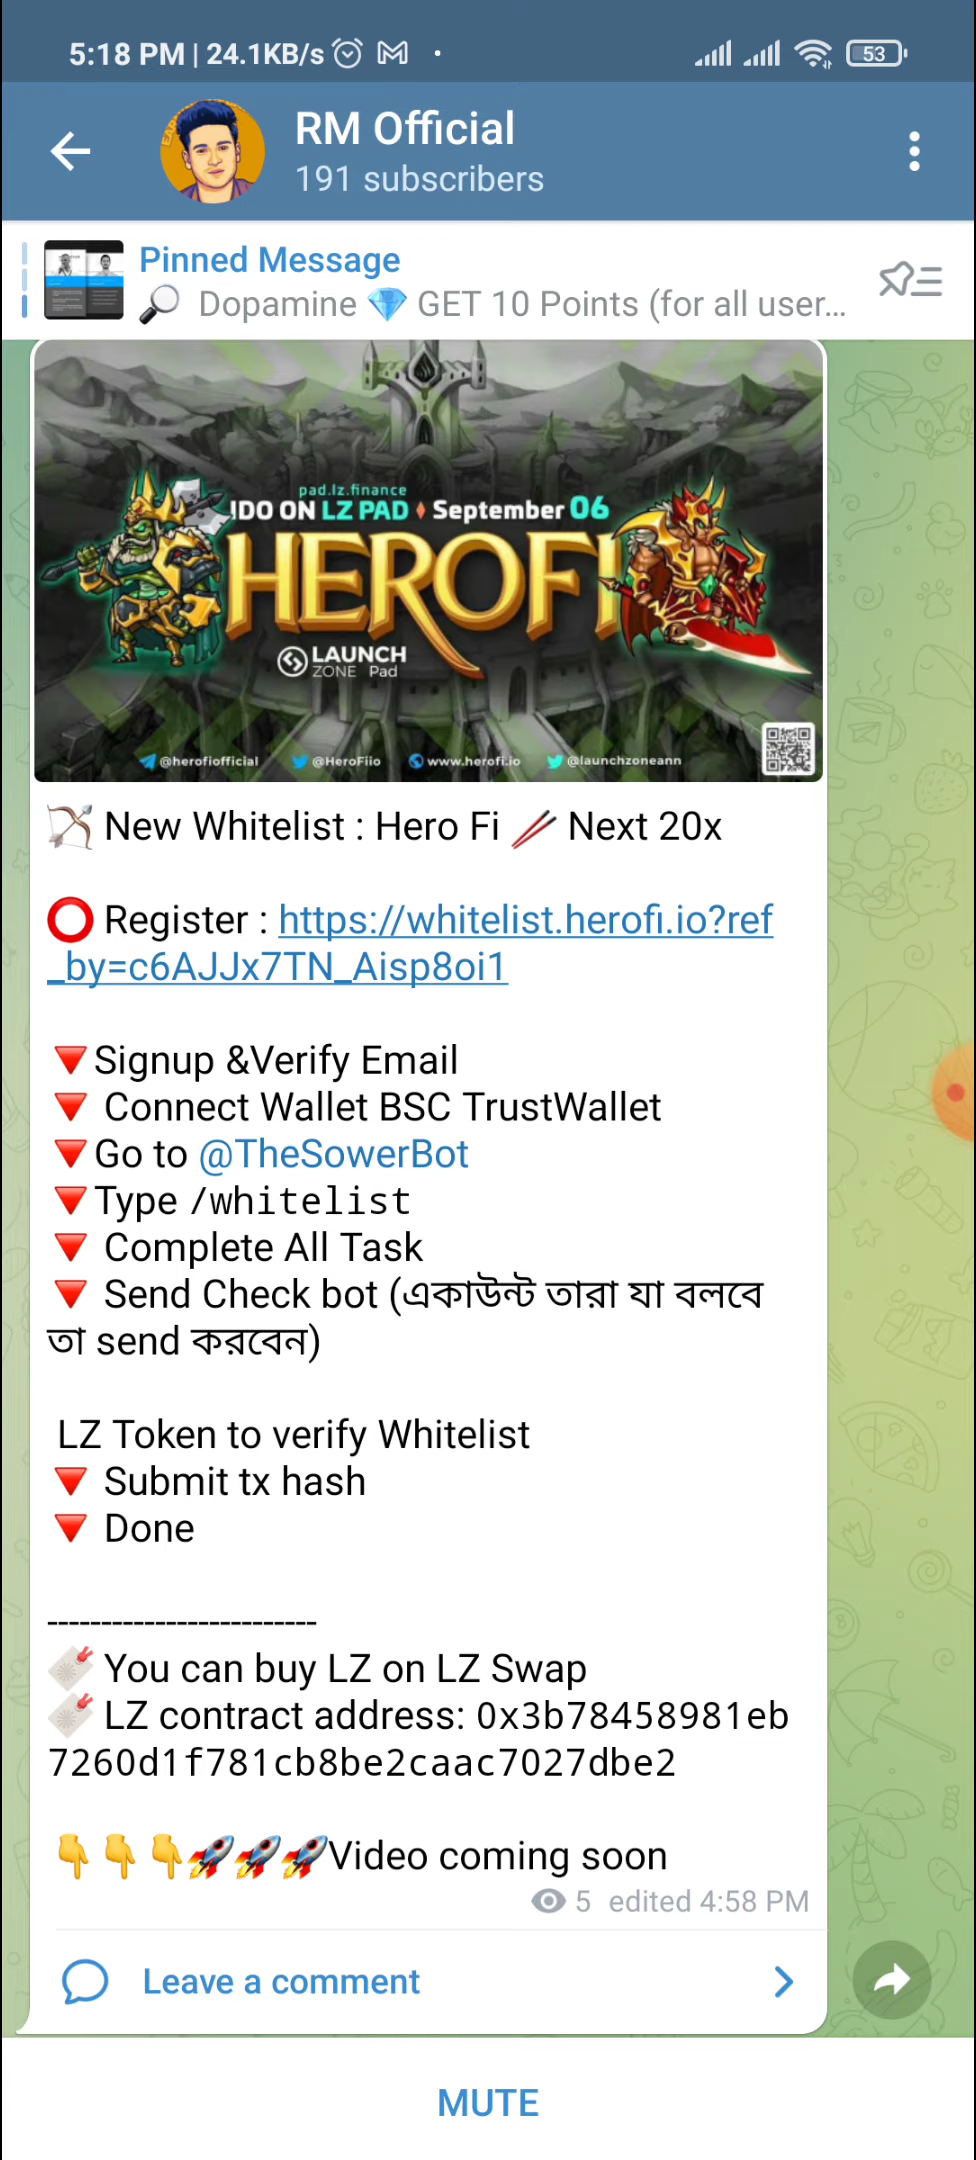 5:18 PM | 24.1KB/s
53
RM Official
191 subscribers
Pinned Message
🔎 Dopamine 💎 GET 10 Points (for all user...
pad.lz.finance
IDO ON LZ PAD ♦ September 06
HEROFI
LAUNCH
ZONE Pad
@herofiofficial @HeroFiio www.herofi.io @launchzoneann
🏹 New Whitelist : Hero Fi 🥢 Next 20x
⭕ Register : https://whitelist.herofi.io?ref
_by=c6AJJx7TN_Aisp8oi1
🔻Signup &Verify Email
🔻 Connect Wallet BSC TrustWallet
🔻Go to @TheSowerBot
🔻Type /whitelist
🔻 Complete All Task
🔻 Send Check bot (একাউন্ট তারা যা বলবে
তা send করবেন)
LZ Token to verify Whitelist
🔻 Submit tx hash
🔻 Done
-------------------------
You can buy LZ on LZ Swap
LZ contract address: 0x3b78458981eb
7260d1f781cb8be2caac7027dbe2
👇👇👇🚀🚀🚀Video coming soon
5 edited 4:58 PM
Leave a comment
MUTE